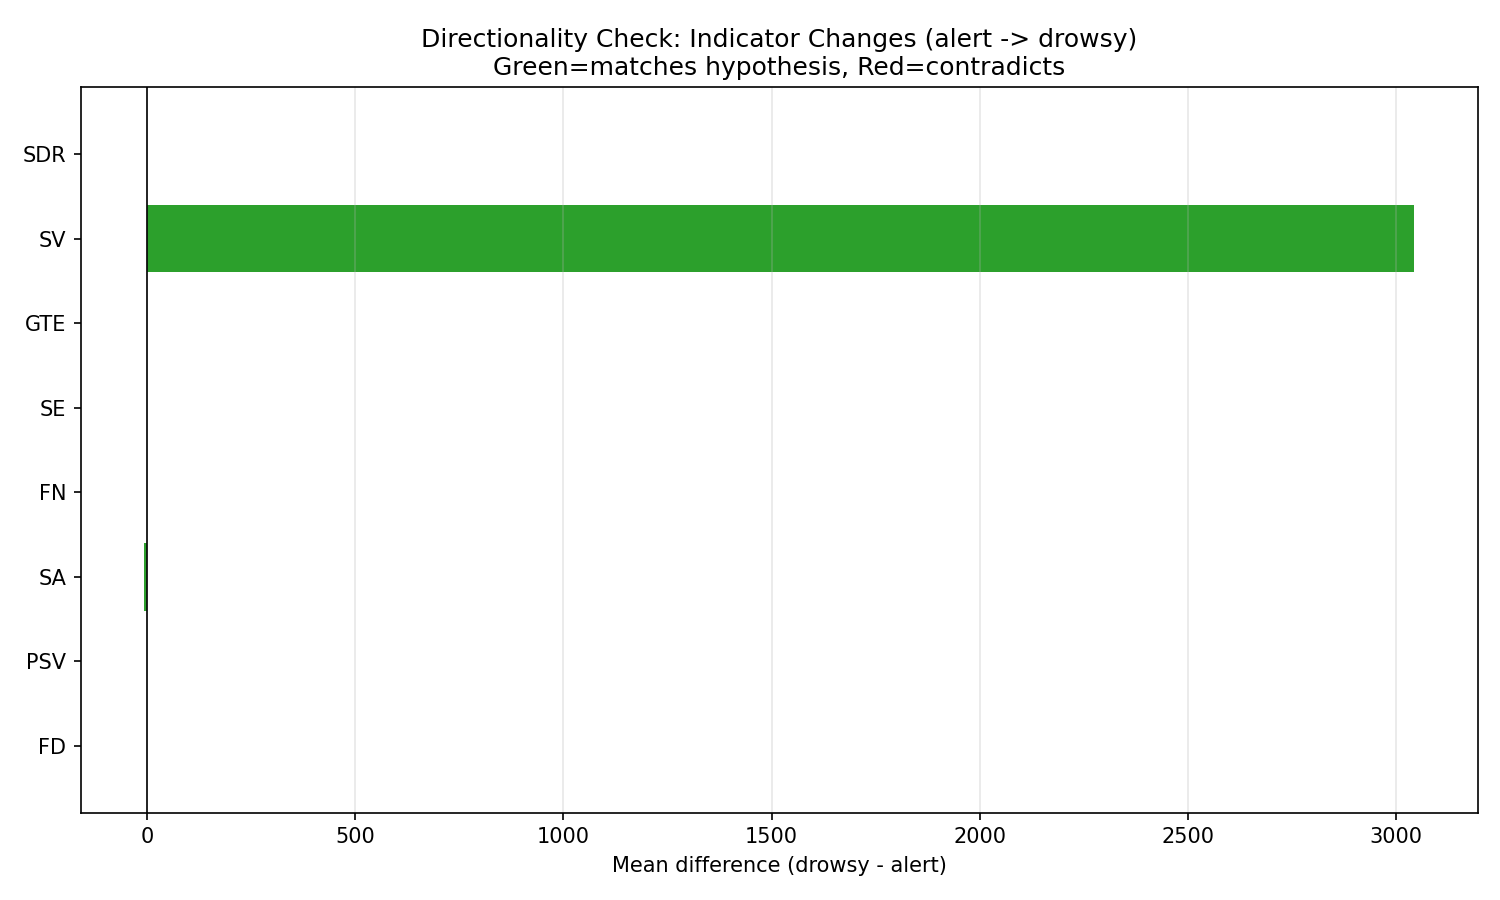 Directionality Check: Indicator Changes (alert -> drowsy)
Green=matches hypothesis, Red=contradicts
SDR
SV
GTE
SE
FN
SA
PSV
FD
0 500 1000 1500 2000 2500 3000
Mean difference (drowsy - alert)